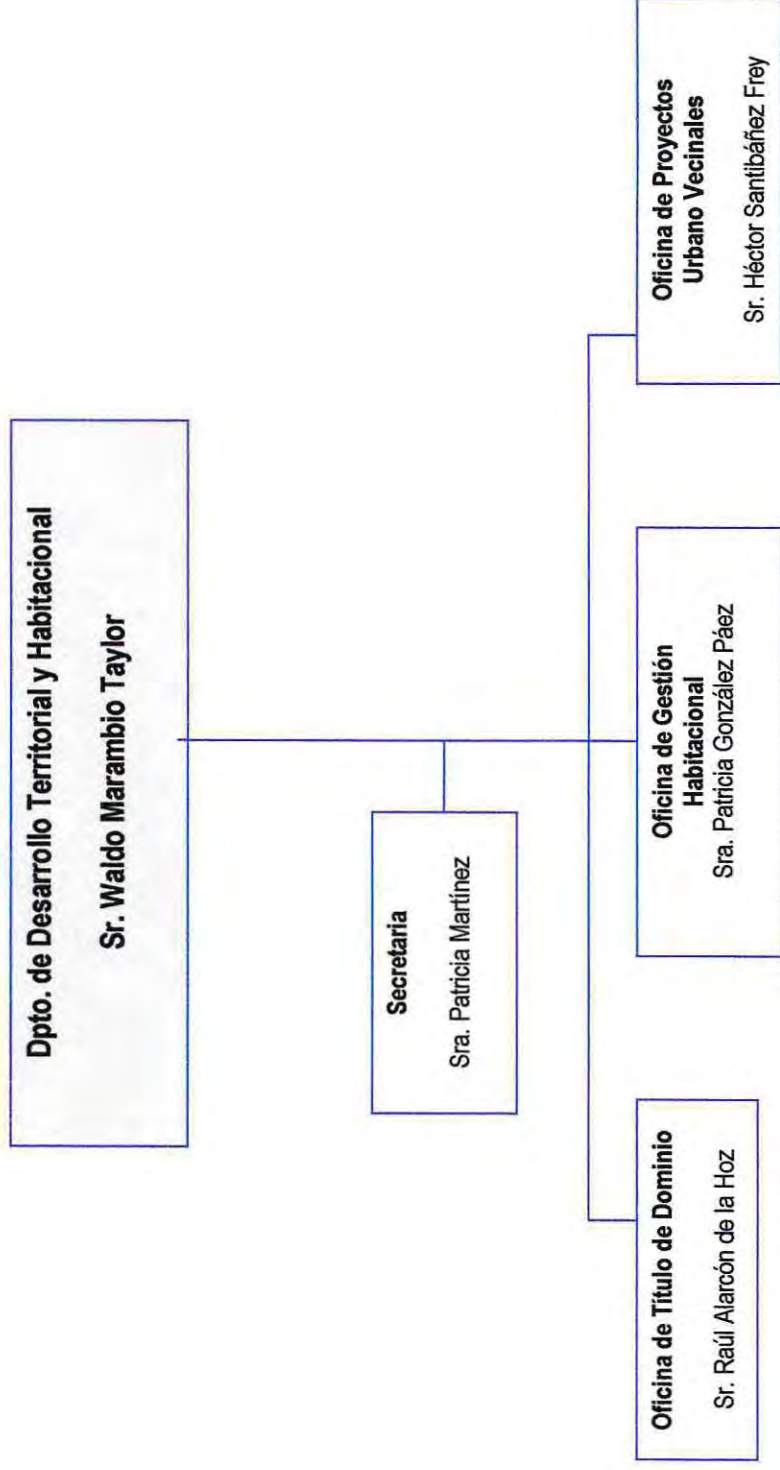 Dpto. de Desarrollo Territorial y Habitacional
Sr. Waldo Marambio Taylor
Secretaria
Sra. Patricia Martínez
Oficina de Título de Dominio
Sr. Raúl Alarcón de la Hoz
Oficina de Gestión
Habitacional
Sra. Patricia González Páez
Oficina de Proyectos
Urbano Vecinales
Sr. Héctor Santibáñez Frey